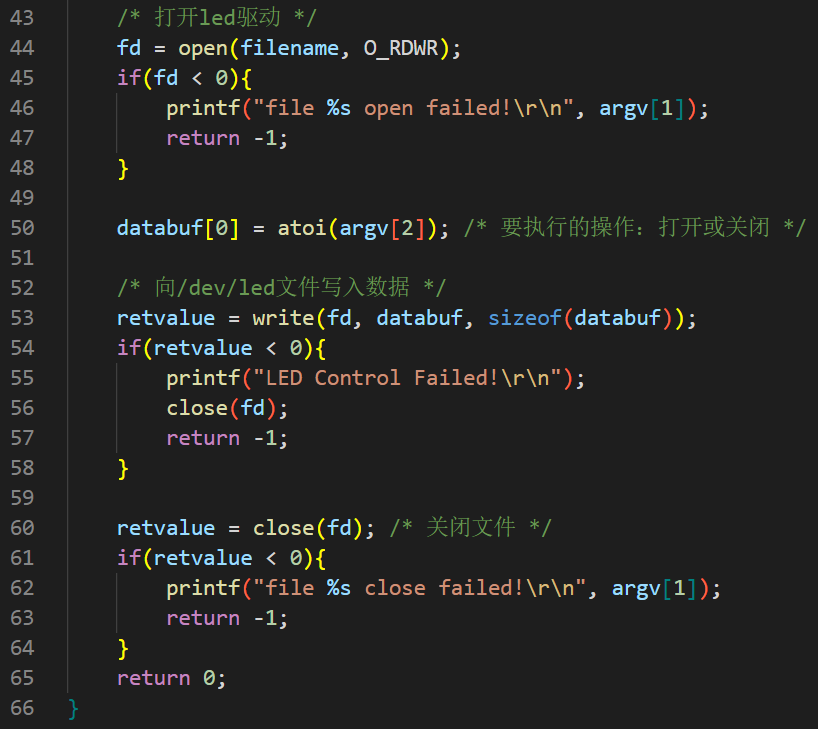 43 /* 打开led驱动 */
44 fd = open(filename, O_RDWR);
45 if(fd < 0){
46 printf("file %s open failed!\r\n", argv[1]);
47 return -1;
48 }
49
50 databuf[0] = atoi(argv[2]); /* 要执行的操作：打开或关闭 */
51
52 /* 向/dev/led文件写入数据 */
53 retvalue = write(fd, databuf, sizeof(databuf));
54 if(retvalue < 0){
55 printf("LED Control Failed!\r\n");
56 close(fd);
57 return -1;
58 }
59
60 retvalue = close(fd); /* 关闭文件 */
61 if(retvalue < 0){
62 printf("file %s close failed!\r\n", argv[1]);
63 return -1;
64 }
65 return 0;
66 }